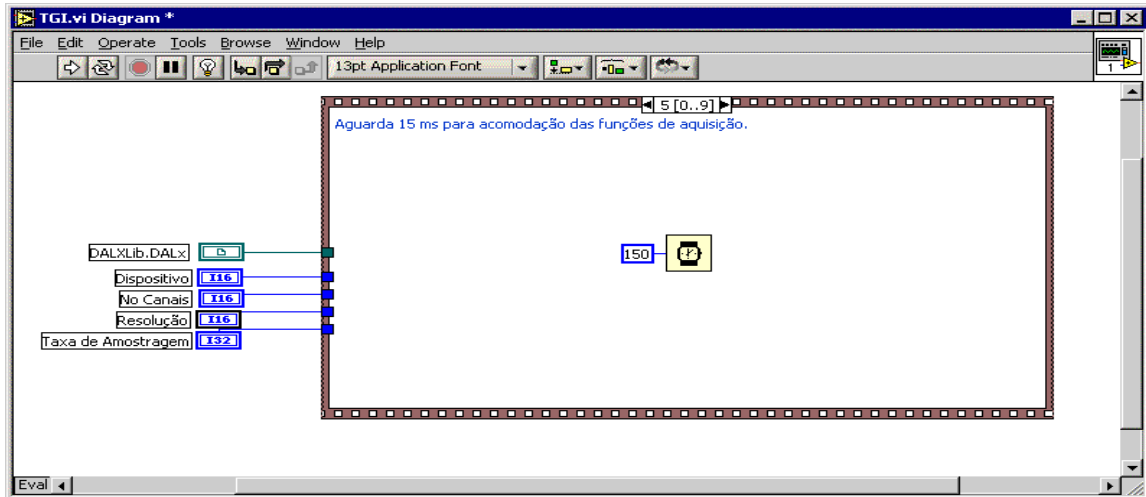 TGI.vi Diagram *
File Edit Operate Tools Browse Window Help
13pt Application Font
1
5 [0..9]
Aguarda 15 ms para acomodação das funções de aquisição.
150
DALXLib.DALx
Dispositivo I16
No Canais I16
Resolução I16
Taxa de Amostragem I32
Eval